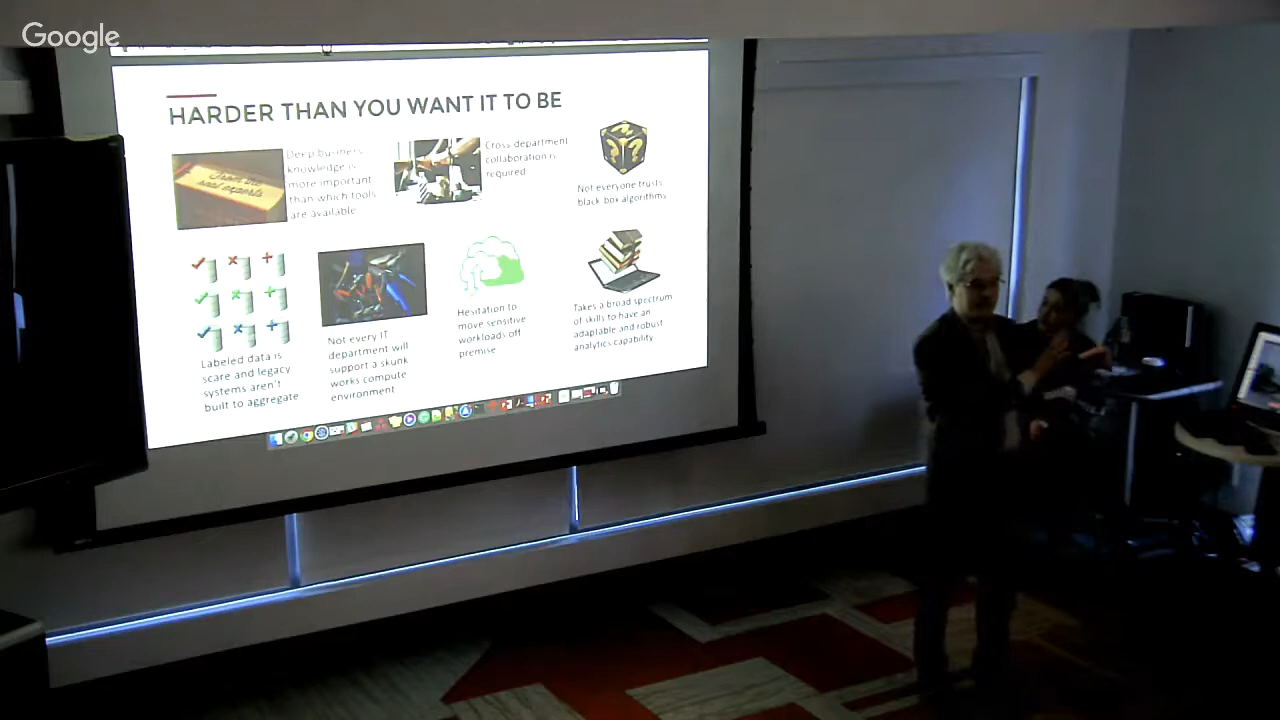 Google
HARDER THAN YOU WANT IT TO BE
Deep business
knowledge is
more important
than which tools
are available
Cross department
collaboration is
required
Not everyone trusts
black box algorithms
Labeled data is
scare and legacy
systems aren't
built to aggregate
Not every IT
department will
support a skunk
works compute
environment
Hesitation to
move sensitive
workloads off
premise
Takes a broad spectrum
of skills to have an
adaptable and robust
analytics capability